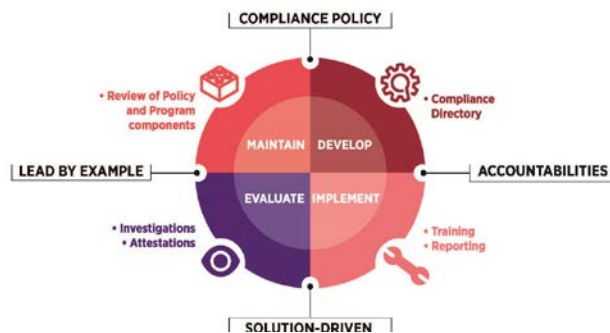 COMPLIANCE POLICY
• Review of Policy
and Program
components
• Compliance
Directory
MAINTAIN
DEVELOP
LEAD BY EXAMPLE
ACCOUNTABILITIES
EVALUATE
IMPLEMENT
• Investigations
• Attestations
• Training
• Reporting
SOLUTION-DRIVEN